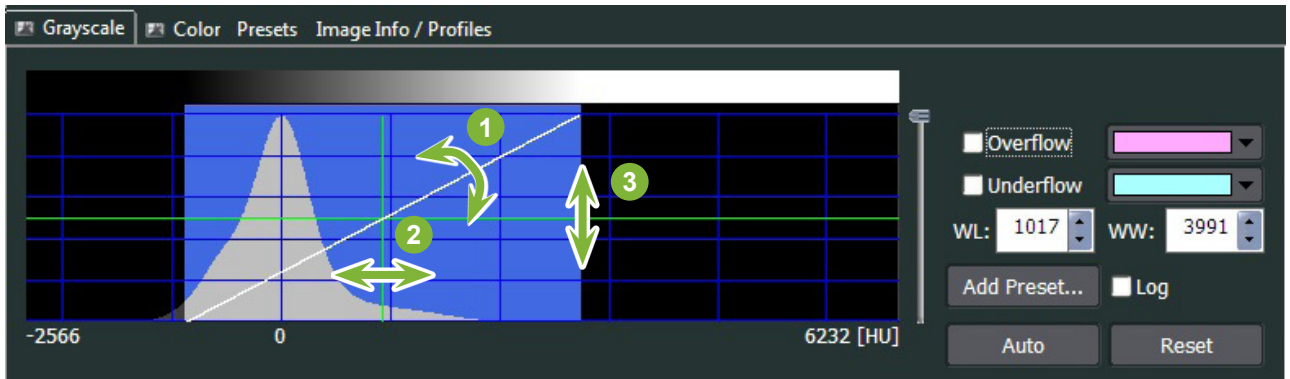 Grayscale Color Presets Image Info / Profiles
1
2
3
-2566 0 6232 [HU]
Overflow
Underflow
WL: 1017 WW: 3991
Add Preset... Log
Auto Reset